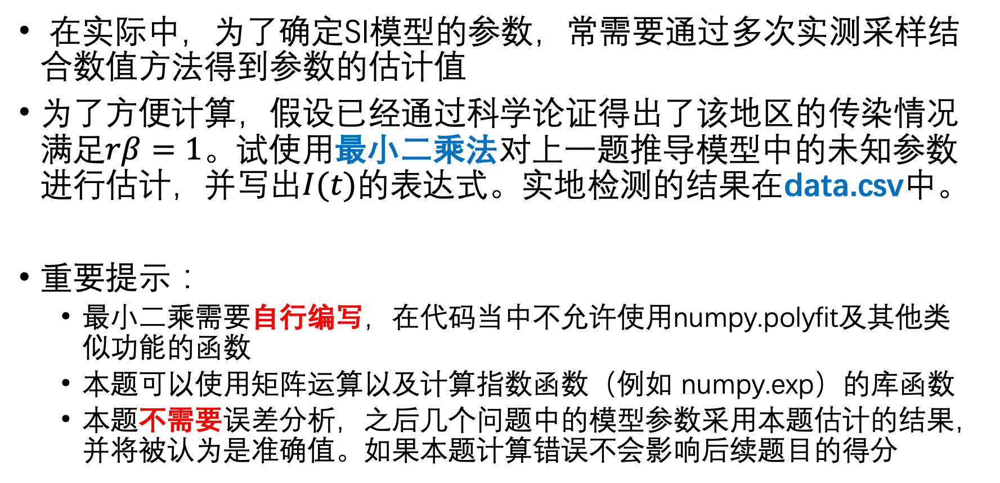 • 在实际中，为了确定SI模型的参数，常需要通过多次实测采样结
合数值方法得到参数的估计值
• 为了方便计算，假设已经通过科学论证得出了该地区的传染情况
满足rβ = 1。试使用最小二乘法对上一题推导模型中的未知参数
进行估计，并写出I(t)的表达式。实地检测的结果在data.csv中。
• 重要提示：
• 最小二乘需要自行编写，在代码当中不允许使用numpy.polyfit及其他类
似功能的函数
• 本题可以使用矩阵运算以及计算指数函数（例如 numpy.exp）的库函数
• 本题不需要误差分析，之后几个问题中的模型参数采用本题估计的结果，
并将被认为是准确值。如果本题计算错误不会影响后续题目的得分